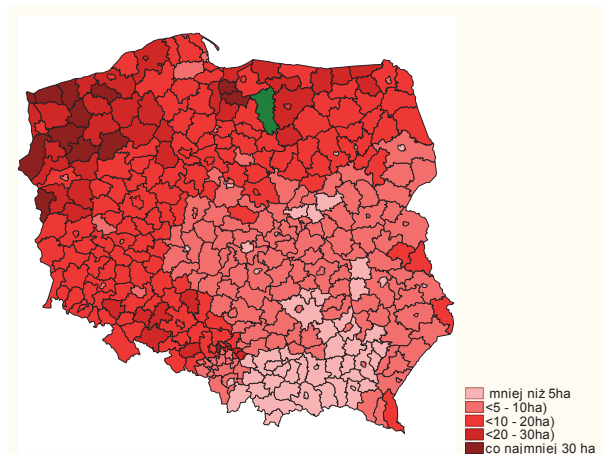 mniej niż 5ha
<5 - 10ha)
<10 - 20ha)
<20 - 30ha)
co najmniej 30 ha